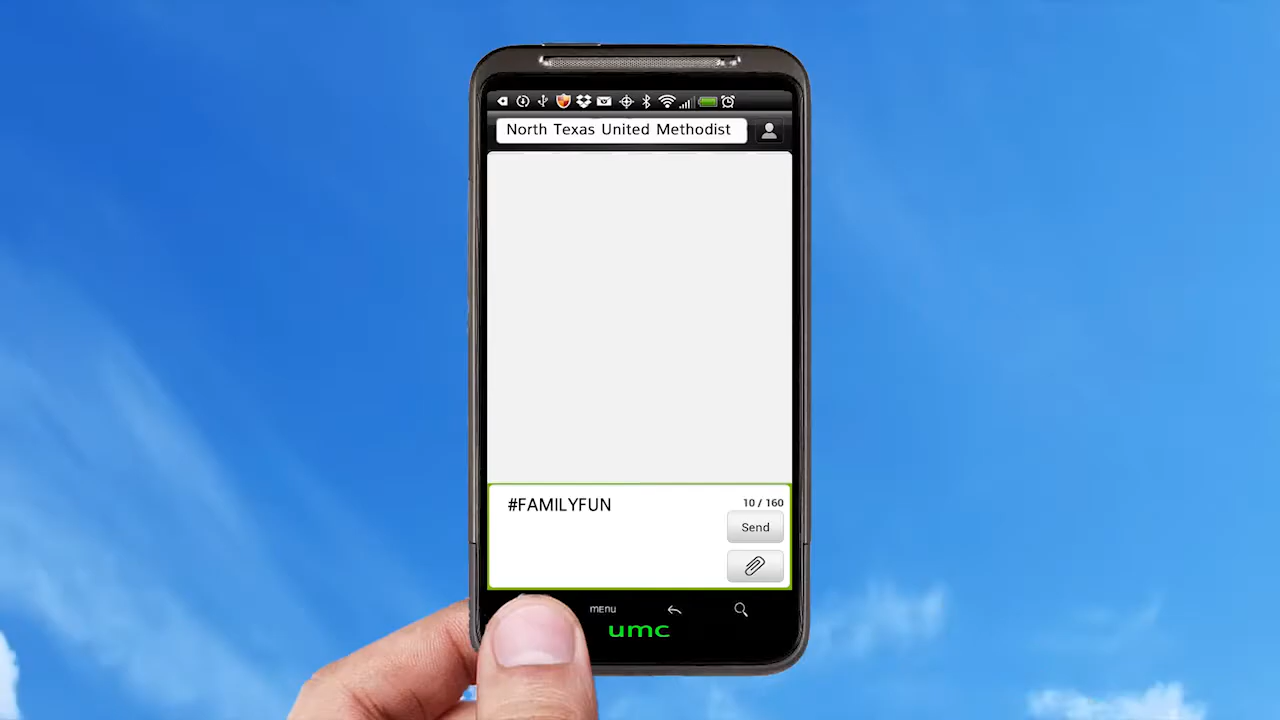 North Texas United Methodist
#FAMILYFUN
10 / 160
Send
MENU
umc